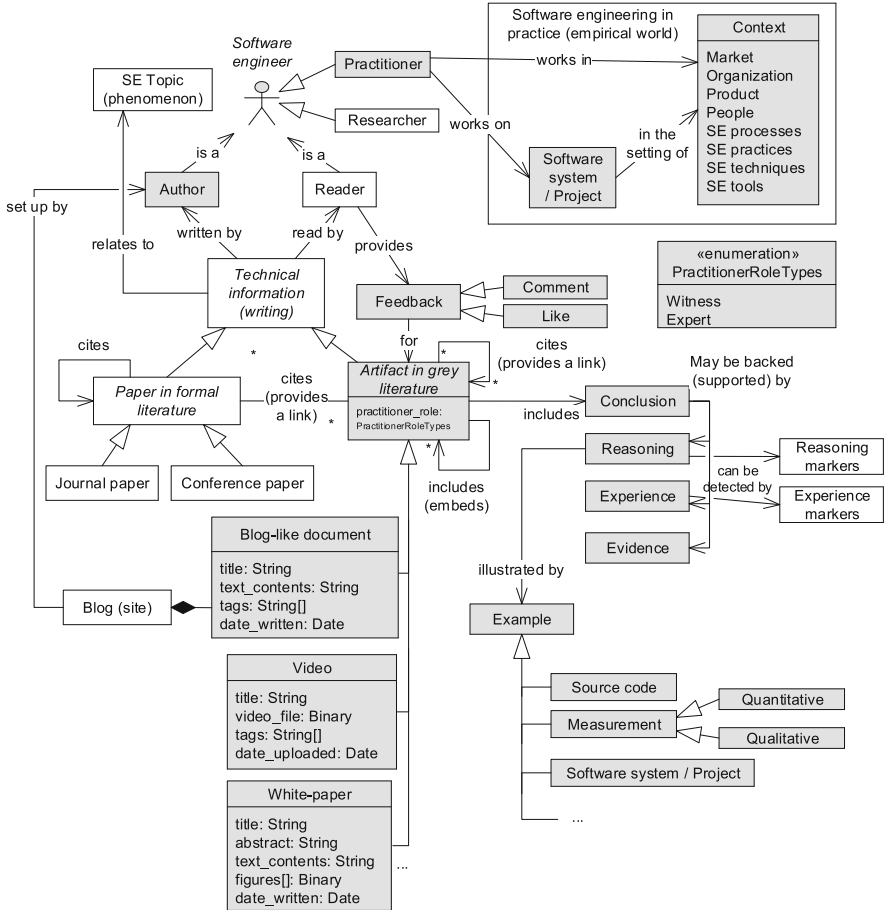 Software
engineer
Practitioner
Researcher
works in
works on
Software engineering in
practice (empirical world)
Context
Market
Organization
Product
People
SE processes
SE practices
SE techniques
SE tools
in the
setting of
Software
system
/ Project
SE Topic
(phenomenon)
is a
is a
Author
Reader
set up by
written by
read by
provides
relates to
Technical
information
(writing)
Feedback
Comment
Like
«enumeration»
PractitionerRoleTypes
Witness
Expert
for
cites
*
*
cites
(provides a link)
*
*
Paper in formal
literature
cites
(provides
a link)
*
Artifact in grey
literature
practitioner_role:
PractitionerRoleTypes
includes
(embeds)
includes
Conclusion
May be backed
(supported) by
Reasoning
Experience
Evidence
can be
detected by
Reasoning
markers
Experience
markers
Journal paper
Conference paper
Blog-like document
title: String
text_contents: String
tags: String[]
date_written: Date
Blog (site)
illustrated by
Example
Video
title: String
video_file: Binary
tags: String[]
date_uploaded: Date
Source code
Measurement
Quantitative
Qualitative
Software system / Project
...
White-paper
title: String
abstract: String
text_contents: String
figures[]: Binary
date_written: Date
...